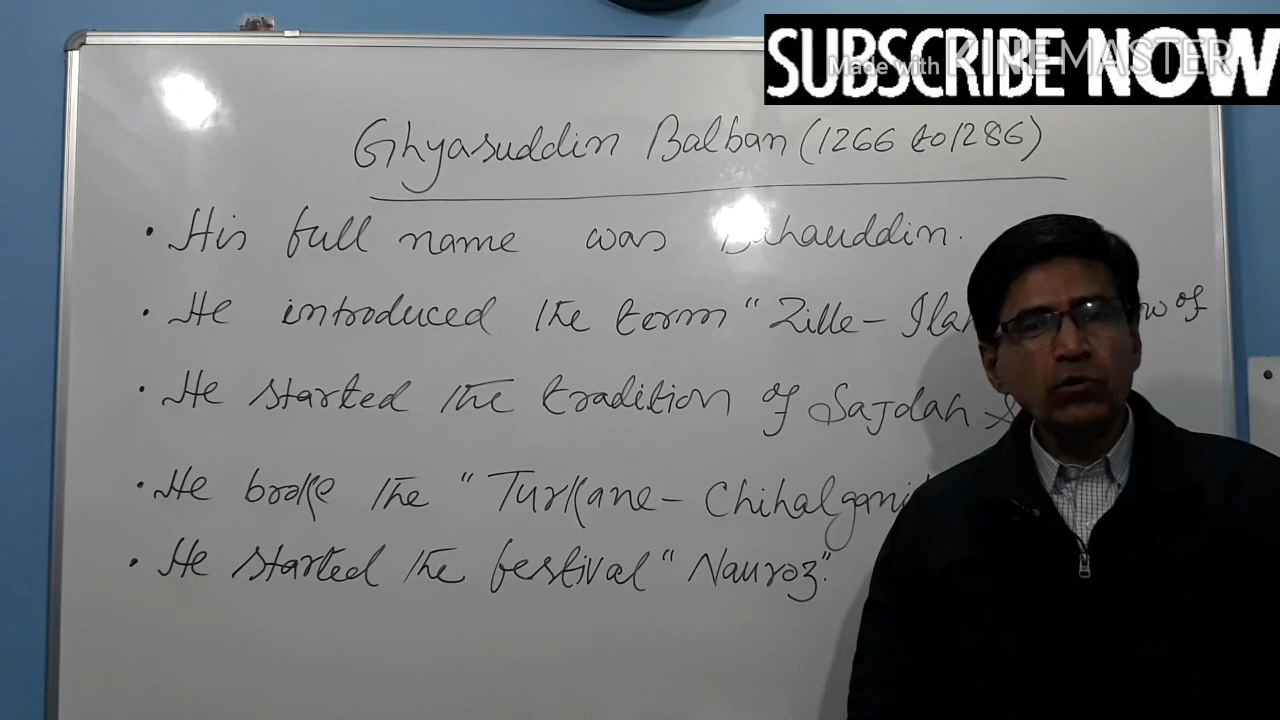 SUBSCRIBE NOW
Made with KINEMASTER
Ghyasuddin Balban (1266 to 1286)
• His full name was
• He introduced the term "Zille- of
• He started the tradition of Sajdah
• He broke the "Turkane-
• He started the festival "Nauroz".